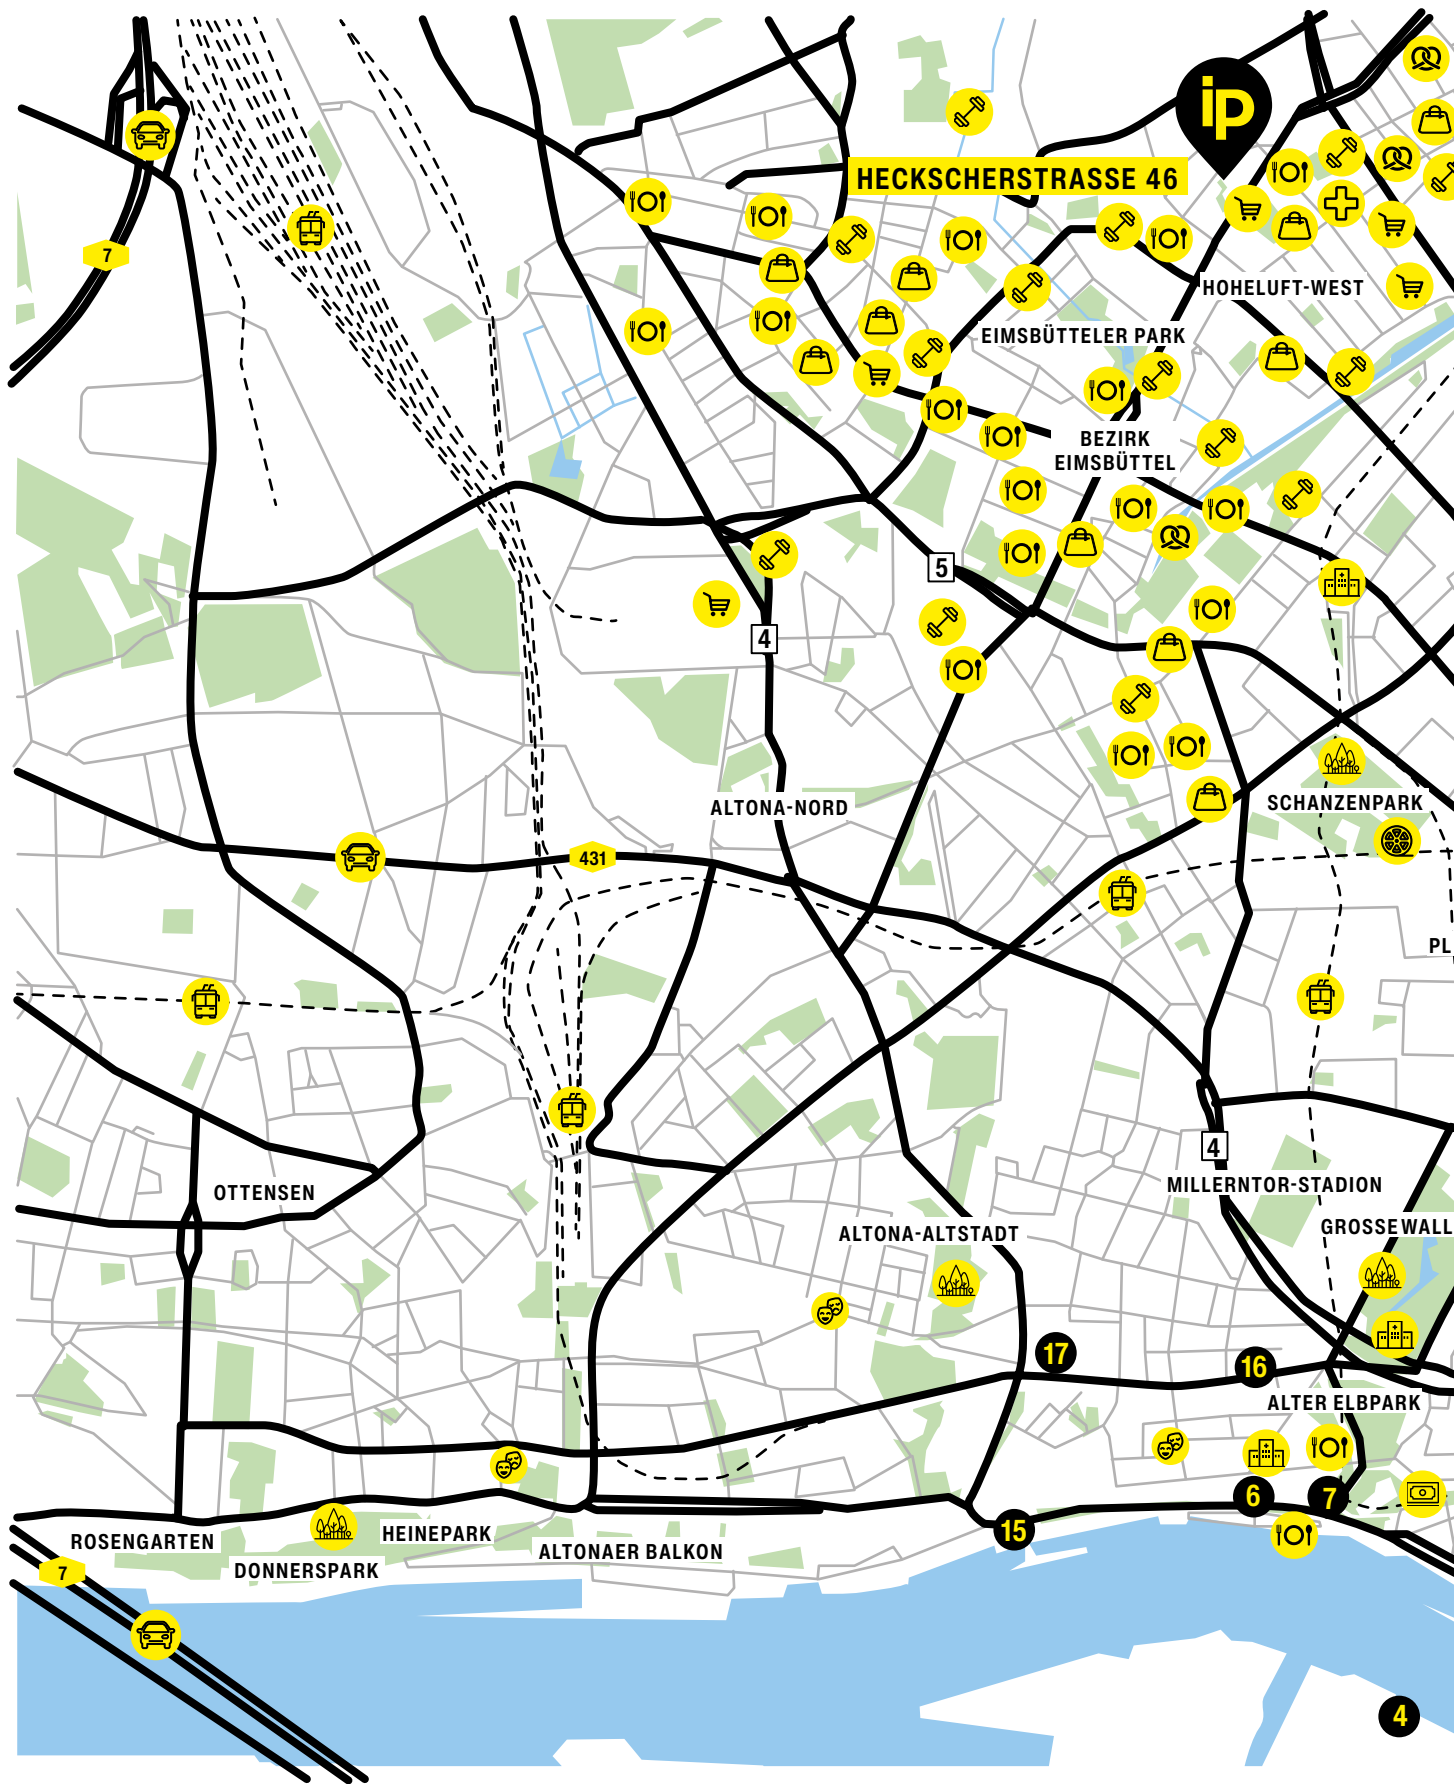 ip
HECKSCHERSTRASSE 46
7
HOHELUFT-WEST
EIMSBÜTTELER PARK
BEZIRK
EIMSBÜTTEL
5
4
ALTONA-NORD
SCHANZENPARK
431
PL
4
MILLERNTOR-STADION
OTTENSEN
GROSSE WALL
ALTONA-ALTSTADT
17
16
ALTER ELBPARK
6
7
15
ROSENGARTEN
HEINEPARK
ALTONAER BALKON
DONNERSPARK
7
4